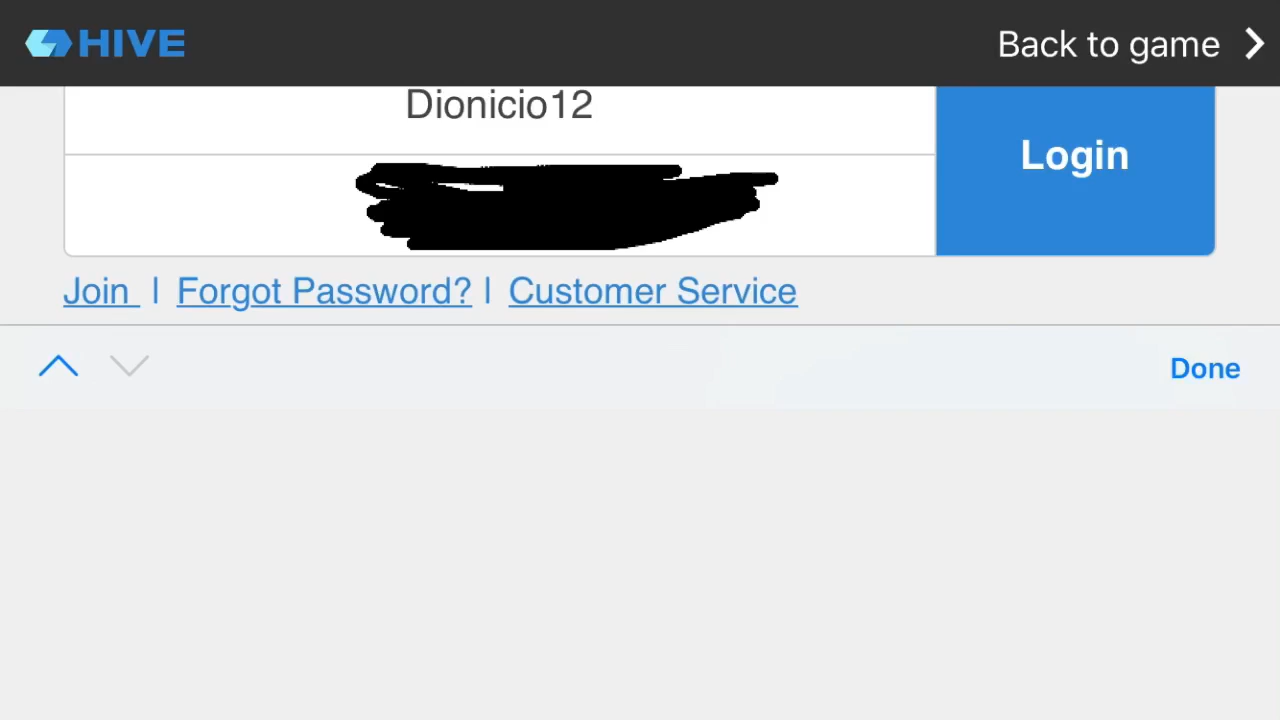 HIVE
Back to game
Dionicio12
Login
Join | Forgot Password? | Customer Service
Done